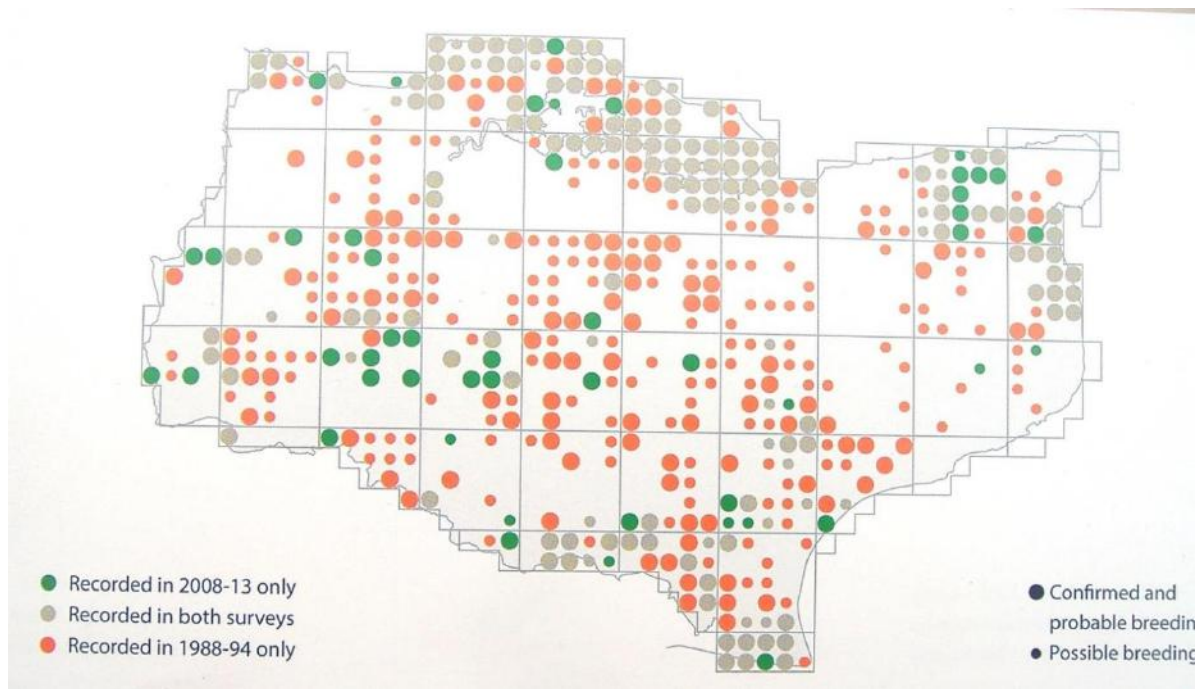 Recorded in 2008-13 only
Recorded in both surveys
Recorded in 1988-94 only
Confirmed and
probable breedin
Possible breeding